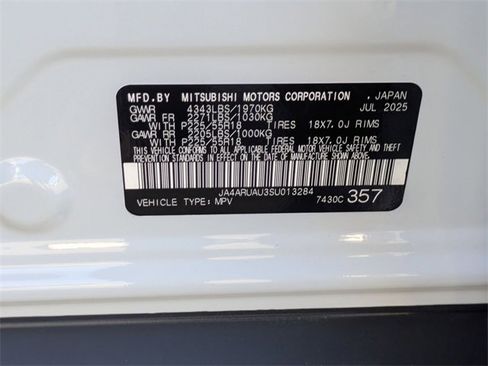 MFD.BY MITSUBISHI MOTORS CORPORATION . JAPAN
GVWR 4343LBS/1970KG JUL 2025
GAWR FR 2271LBS/1030KG
WITH P225/55R18 TIRES 18X7.0J RIMS
GAWR RR 2205LBS/1000KG
WITH P225/55R18 TIRES 18X7.0J RIMS
THIS VEHICLE CONFORMS TO ALL APPLICABLE FEDERAL MOTOR VEHICLE SAFETY, BUMPER, AND THEFT PREVENTION STANDARDS IN EFFECT ON THE DATE OF MANUFACTURE SHOWN ABOVE.
JA4ARUAU3SU013284
VEHICLE TYPE:MPV 7430C 357